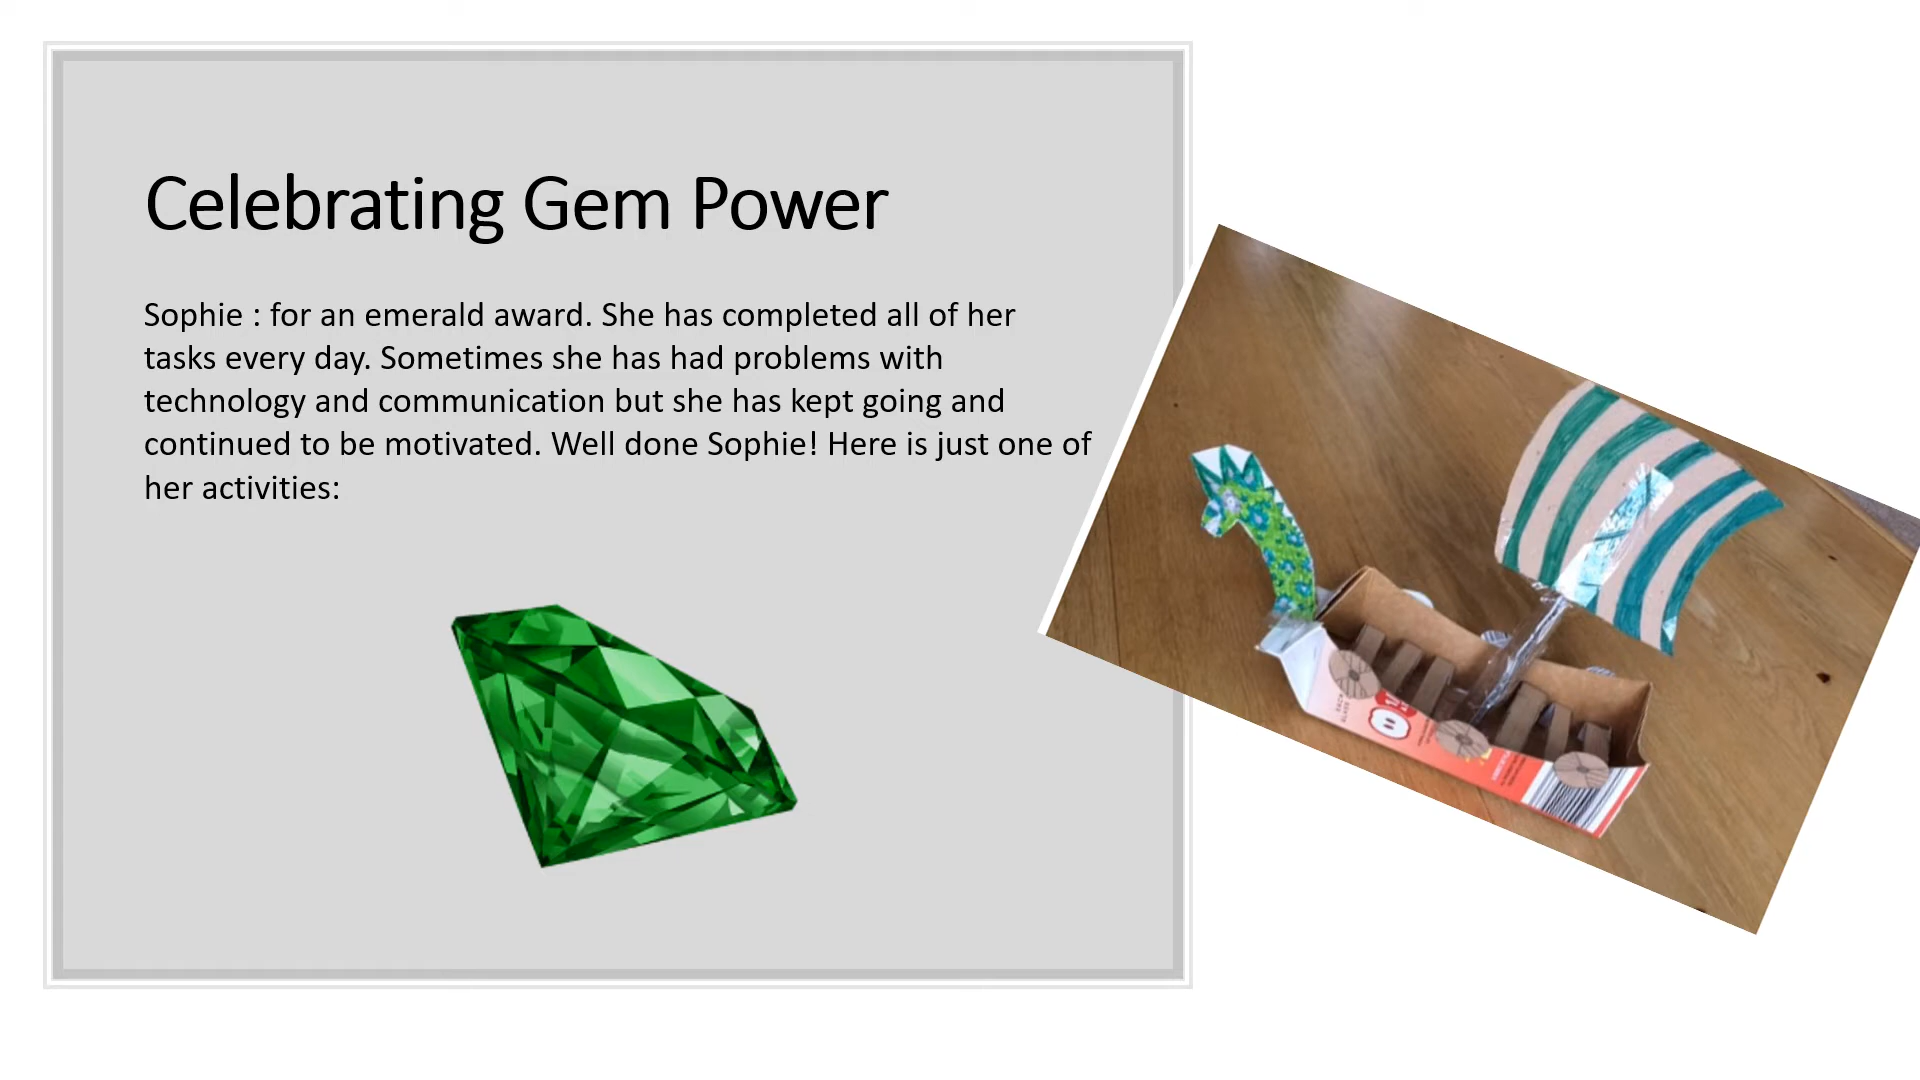 Celebrating Gem Power
Sophie : for an emerald award. She has completed all of her
tasks every day. Sometimes she has had problems with
technology and communication but she has kept going and
continued to be motivated. Well done Sophie! Here is just one of
her activities: